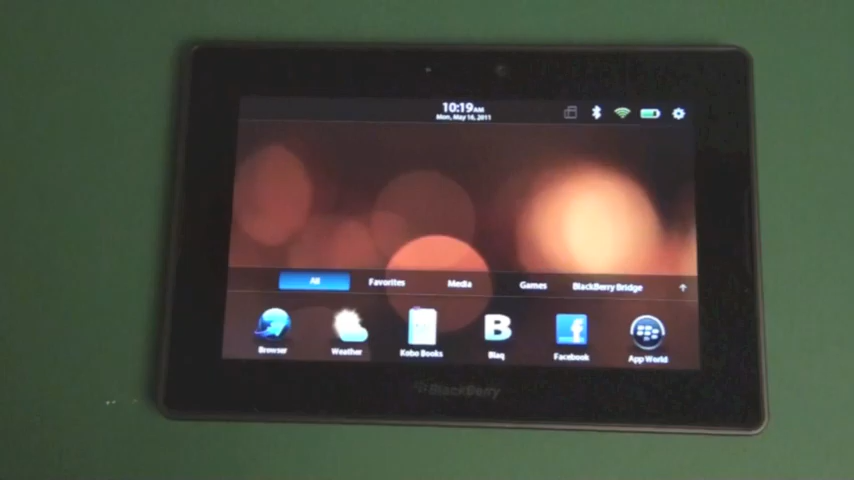 10:19AM
Mon, May 16, 2011
All Favorites Media Games BlackBerry Bridge
Browser Weather Kobo Books Blaq Facebook App World
BlackBerry